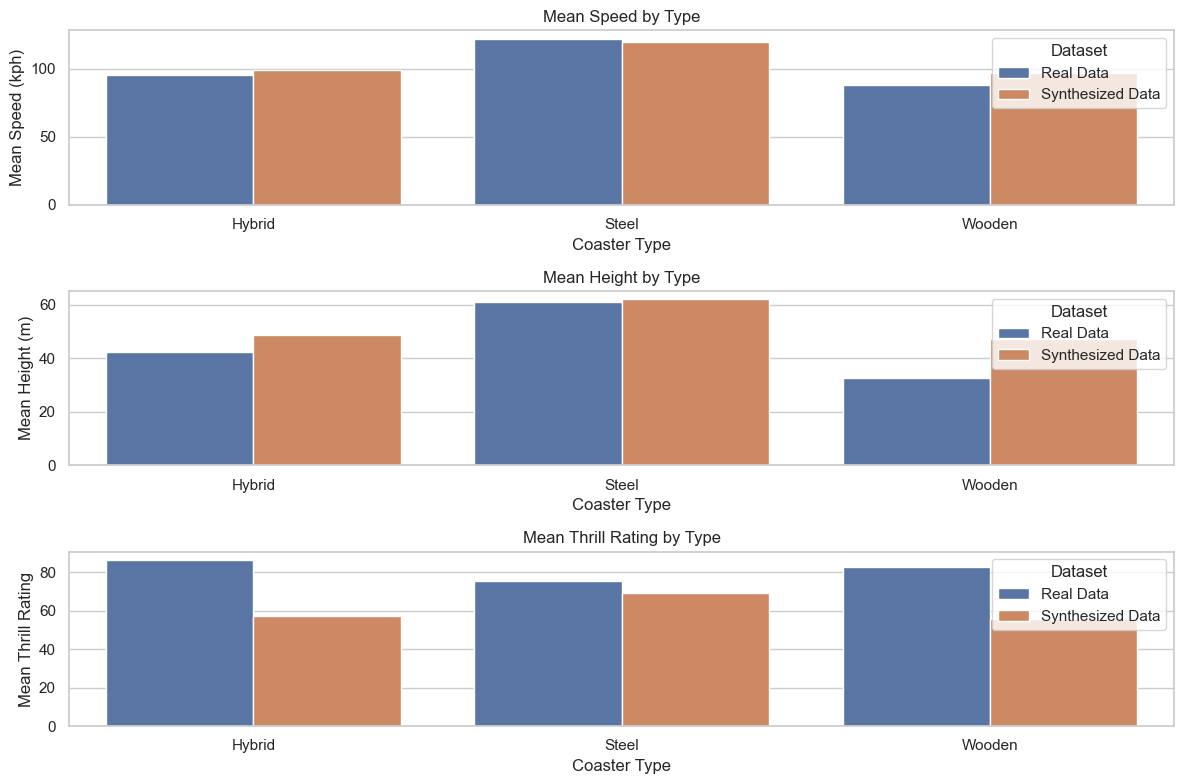 Mean Speed by Type
Mean Speed (kph)
100
50
0
Dataset
Real Data
Synthesized Data
Hybrid
Steel
Wooden
Coaster Type
Mean Height by Type
Mean Height (m)
60
40
20
0
Dataset
Real Data
Synthesized Data
Hybrid
Steel
Wooden
Coaster Type
Mean Thrill Rating by Type
Mean Thrill Rating
80
60
40
20
0
Dataset
Real Data
Synthesized Data
Hybrid
Steel
Wooden
Coaster Type